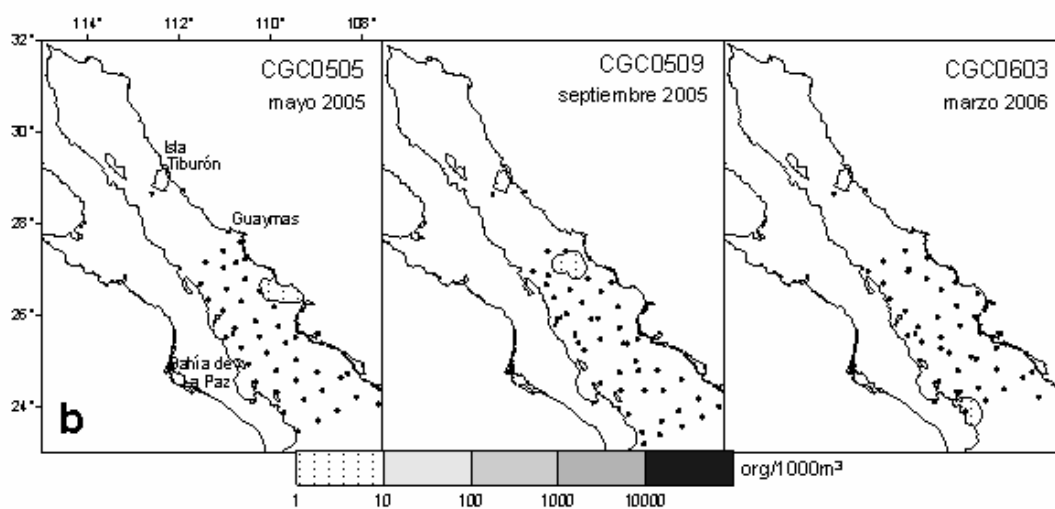 114° 112° 110° 108°
32°
30°
28°
26°
24°
CGC0505
mayo 2005
Isla
Tiburón
Guaymas
Bahía de
La Paz
b
CGC0509
septiembre 2005
CGC0603
marzo 2006
org/1000m³
1 10 100 1000 10000